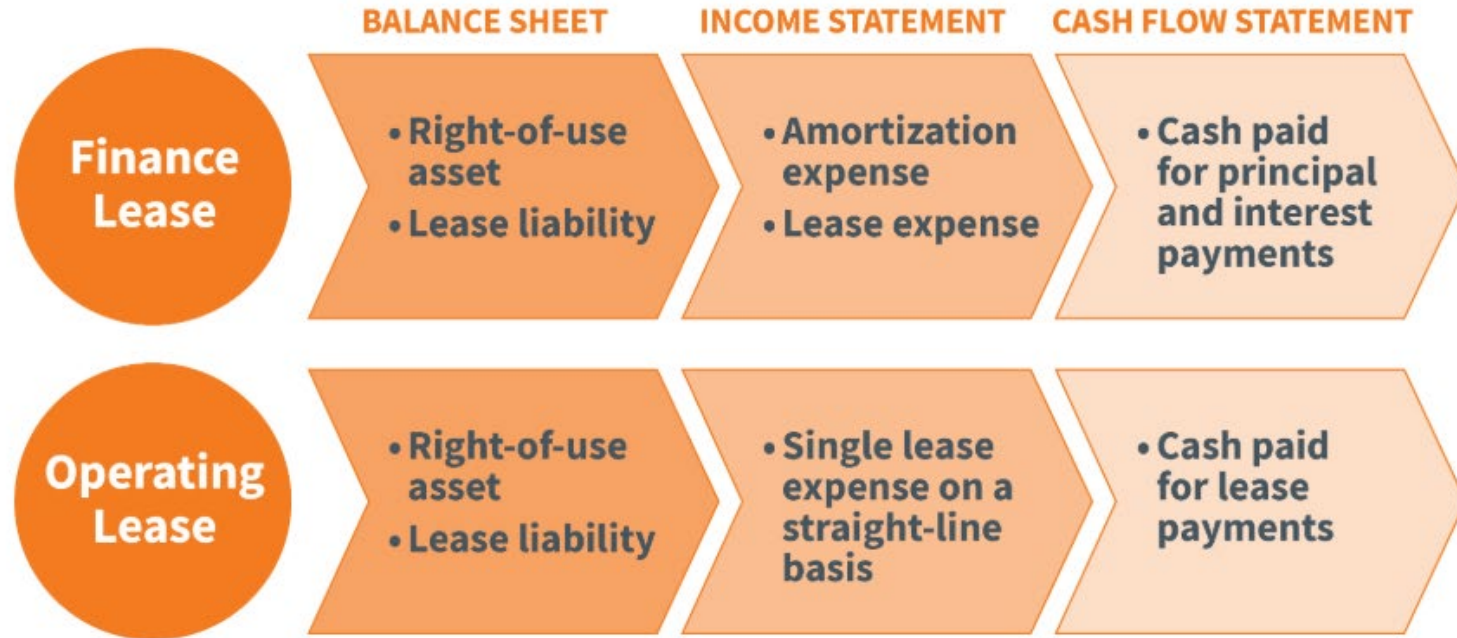 BALANCE SHEET
INCOME STATEMENT
CASH FLOW STATEMENT
Finance
Lease
• Right-of-use
asset
• Lease liability
• Amortization
expense
• Lease expense
• Cash paid
for principal
and interest
payments
Operating
Lease
• Right-of-use
asset
• Lease liability
• Single lease
expense on a
straight-line
basis
• Cash paid
for lease
payments